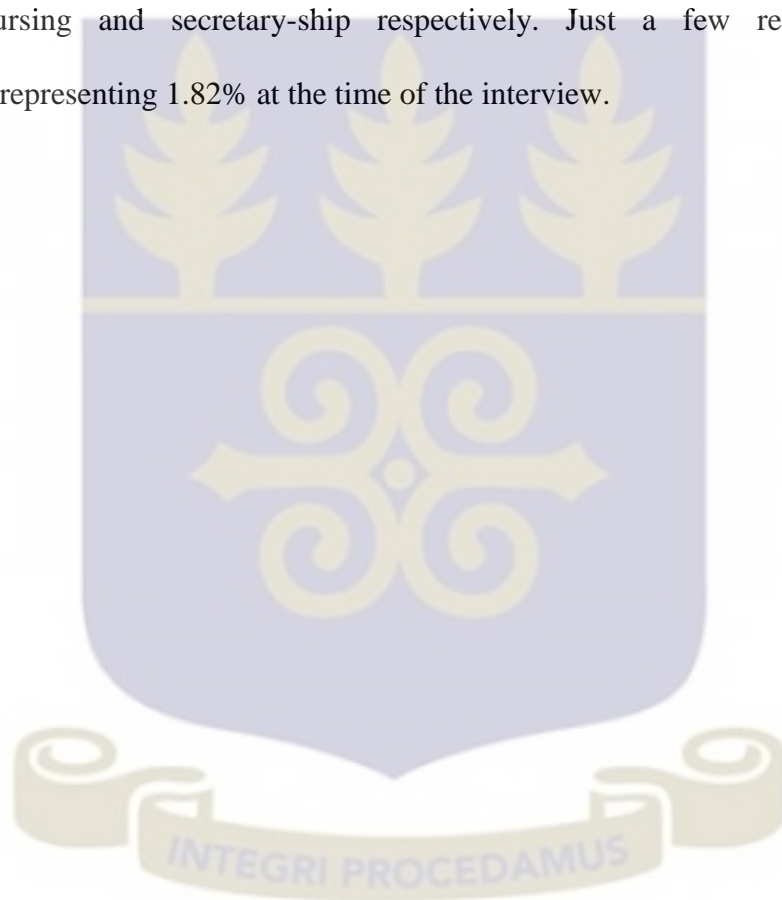 ursing and secretary-ship respectively. Just a few re
representing 1.82% at the time of the interview.
INTEGRI PROCEDAMUS